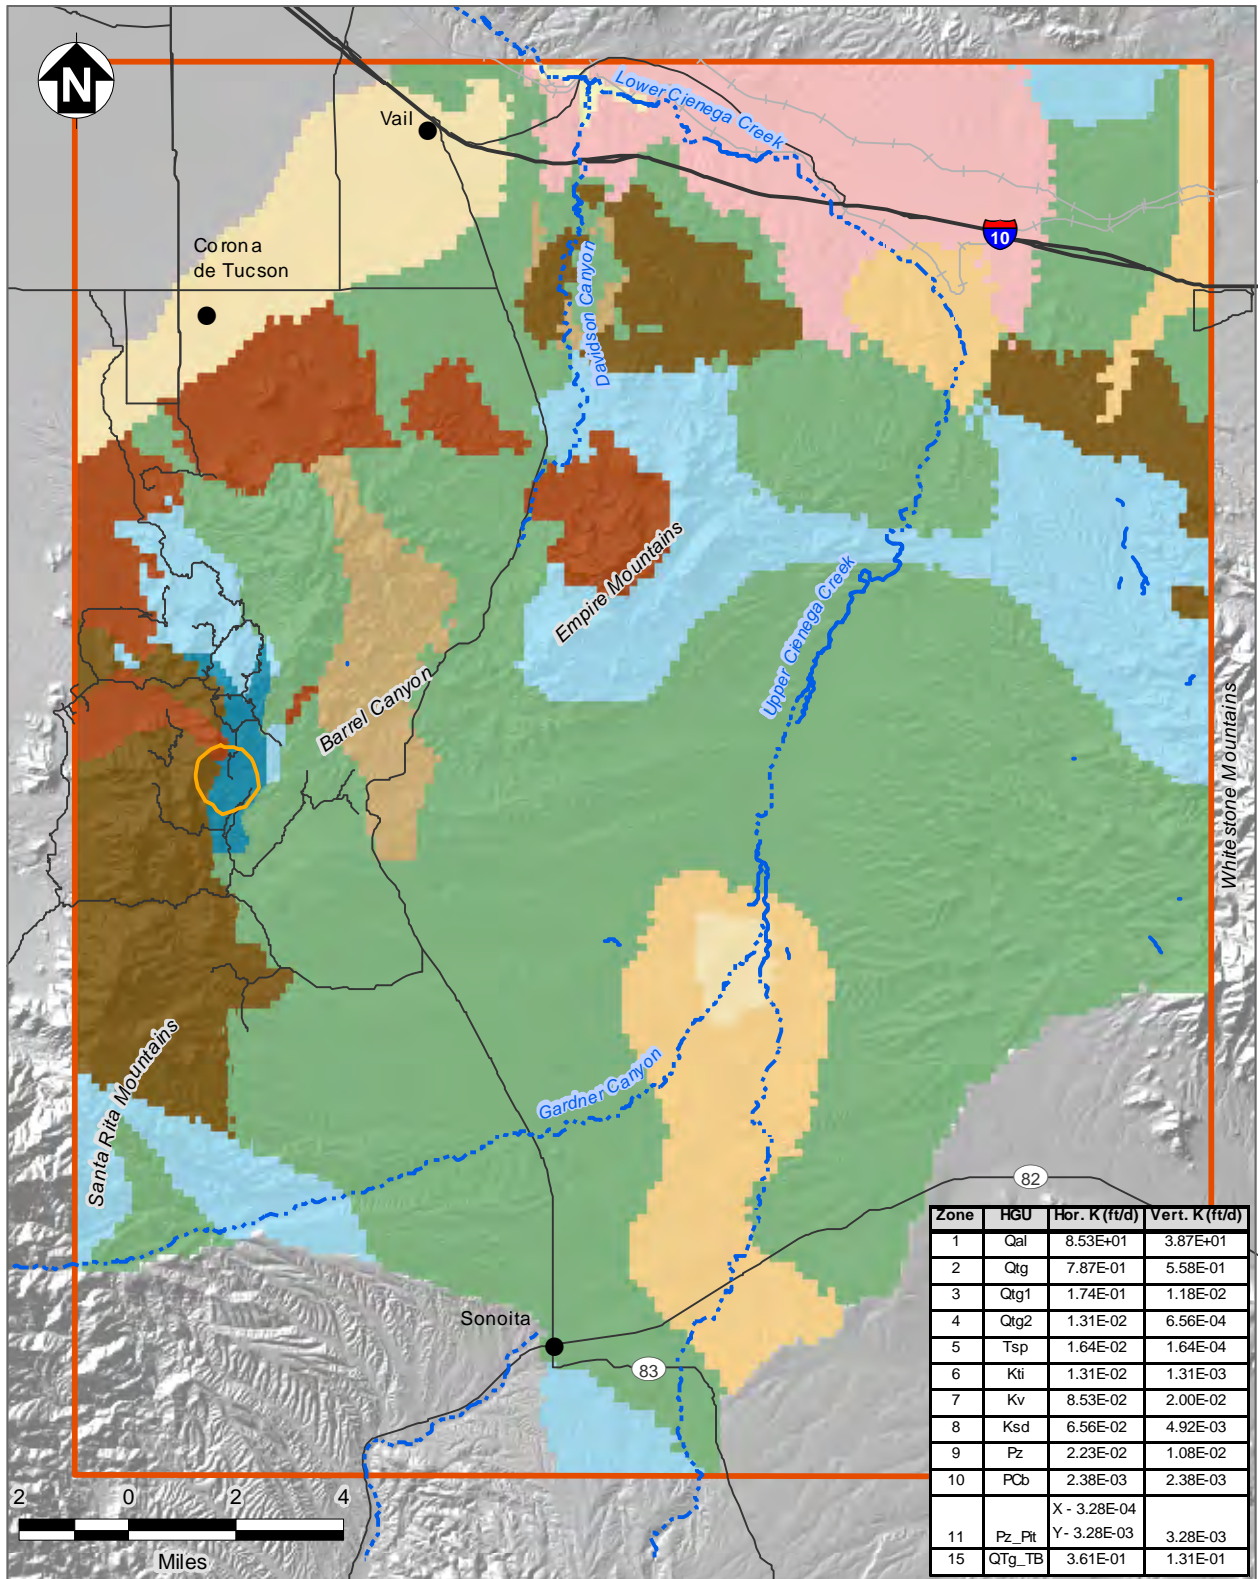 N
Lower Cienega Creek
Vail
10
Corona
de Tucson
Davidson Canyon
Empire Mountains
Upper Cienega Creek
Barrel Canyon
Whitestone Mountains
Santa Rita Mountains
Gardner Canyon
82
Sonoita
83
Zone HGU Hor. K (ft/d) Vert. K (ft/d)
1 Qal 8.53E+01 3.87E+01
2 Qtg 7.87E-01 5.58E-01
3 Qtg1 1.74E-01 1.18E-02
4 Qtg2 1.31E-02 6.56E-04
5 Tsp 1.64E-02 1.64E-04
6 Kti 1.31E-02 1.31E-03
7 Kv 8.53E-02 2.00E-02
8 Ksd 6.56E-02 4.92E-03
9 Pz 2.23E-02 1.08E-02
10 PCb 2.38E-03 2.38E-03
X - 3.28E-04
11 Pz_Pit Y - 3.28E-03 3.28E-03
15 QTg_TB 3.61E-01 1.31E-01
2 0 2 4
Miles